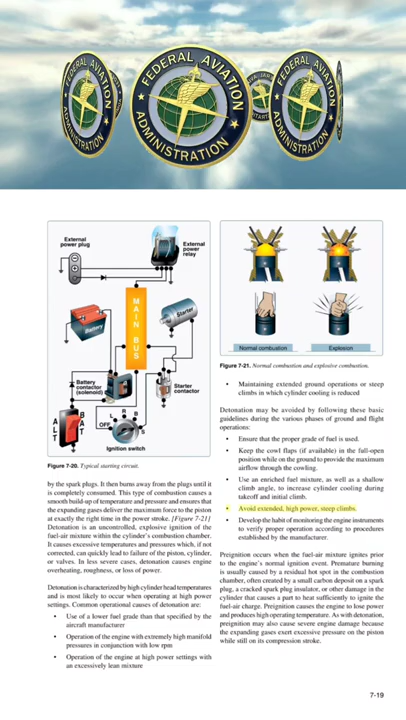 FEDERAL AVIATION
ADMINISTRATION
FEDERAL AVIATION
ADMINISTRATION
FEDERAL AVIATION
ADMINISTRATION
External
power plug
External
power
relay
MAIN BUS
Battery
Starter
Battery
contactor
(solenoid)
Starter
contactor
ALT
BAT
OFF
L
R
B
S
Ignition switch
Figure 7-20. Typical starting circuit.
by the spark plugs. It then burns away from the plugs until it
is completely consumed. This type of combustion causes a
smooth build-up of temperature and pressure and ensures that
the expanding gases deliver the maximum force to the piston
at exactly the right time in the power stroke. [Figure 7-21]
Detonation is an uncontrolled, explosive ignition of the
fuel-air mixture within the cylinder's combustion chamber.
It causes excessive temperatures and pressures which, if not
corrected, can quickly lead to failure of the piston, cylinder,
or valves. In less severe cases, detonation causes engine
overheating, roughness, or loss of power.
Detonation is characterized by high cylinder head temperatures
and is most likely to occur when operating at high power
settings. Common operational causes of detonation are:
• Use of a lower fuel grade than that specified by the
aircraft manufacturer
• Operation of the engine with extremely high manifold
pressures in conjunction with low rpm
• Operation of the engine at high power settings with
an excessively lean mixture
Normal combustion
Explosion
Figure 7-21. Normal combustion and explosive combustion.
• Maintaining extended ground operations or steep
climbs in which cylinder cooling is reduced
Detonation may be avoided by following these basic
guidelines during the various phases of ground and flight
operations:
• Ensure that the proper grade of fuel is used.
• Keep the cowl flaps (if available) in the full-open
position while on the ground to provide the maximum
airflow through the cowling.
• Use an enriched fuel mixture, as well as a shallow
climb angle, to increase cylinder cooling during
takeoff and initial climb.
• Avoid extended, high power, steep climbs.
• Develop the habit of monitoring the engine instruments
to verify proper operation according to procedures
established by the manufacturer.
Preignition occurs when the fuel-air mixture ignites prior
to the engine's normal ignition event. Premature burning
is usually caused by a residual hot spot in the combustion
chamber, often created by a small carbon deposit on a spark
plug, a cracked spark plug insulator, or other damage in the
cylinder that causes a part to heat sufficiently to ignite the
fuel-air charge. Preignition causes the engine to lose power
and produces high operating temperature. As with detonation,
preignition may also cause severe engine damage because
the expanding gases exert excessive pressure on the piston
while still on its compression stroke.
7-19